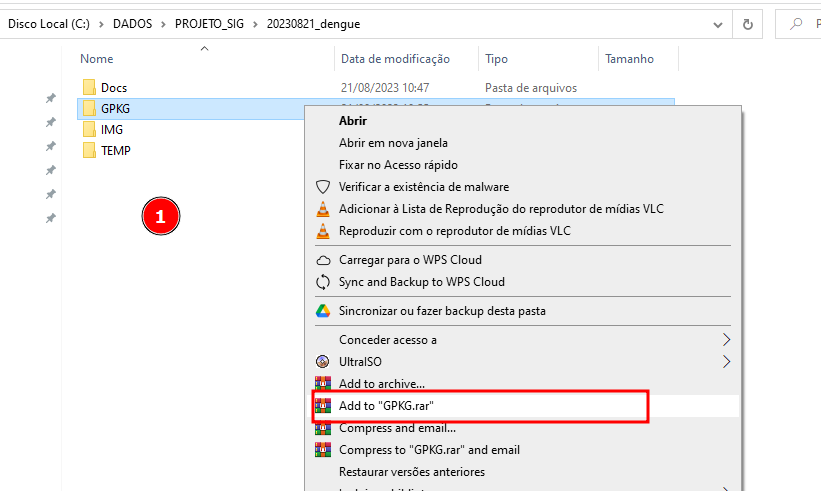 Disco Local (C:) > DADOS > PROJETO_SIG > 20230821_dengue
Nome Data de modificação Tipo Tamanho
Docs 21/08/2023 10:47 Pasta de arquivos
GPKG
IMG
TEMP
1
Abrir
Abrir em nova janela
Fixar no Acesso rápido
Verificar a existência de malware
Adicionar à Lista de Reprodução do reprodutor de mídias VLC
Reproduzir com o reprodutor de mídias VLC
Carregar para o WPS Cloud
Sync and Backup to WPS Cloud
Sincronizar ou fazer backup desta pasta
Conceder acesso a
UltraISO
Add to archive...
Add to "GPKG.rar"
Compress and email...
Compress to "GPKG.rar" and email
Restaurar versões anteriores